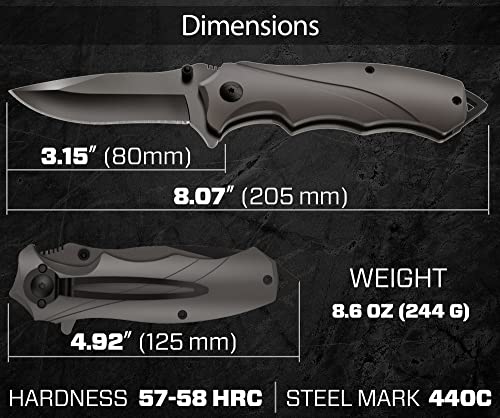 Dimensions
3.15” (80mm)
8.07” (205 mm)
WEIGHT
8.6 OZ (244 G)
4.92” (125 mm)
HARDNESS 57-58 HRC | STEEL MARK 440C